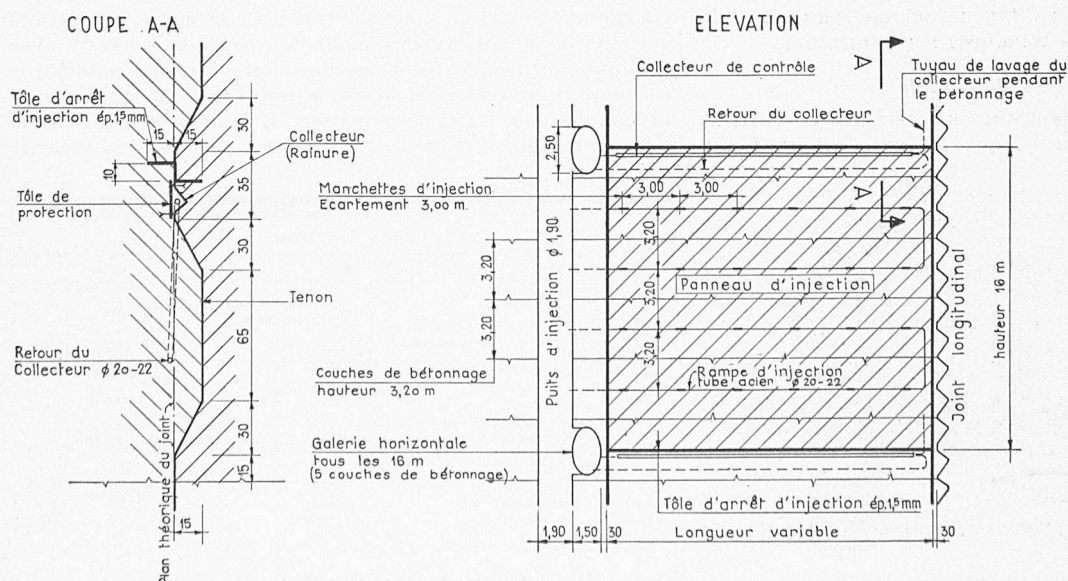 COUPE A-A
Tôle d'arrêt
d'injection ép.1,5mm
15
15
30
Collecteur
(Rainure)
10
35
Tôle de
protection
30
Tenon
65
Retour du
Collecteur ϕ 20-22
30
15
15
Plan théorique du joint
ELEVATION
A
Collecteur de contrôle
Tuyau de lavage du
collecteur pendant
le bétonnage
Retour du collecteur
2,50
Manchettes d'injection
Ecartement 3,00 m.
3,00
3,00
A
Puits d'injection ϕ 1,90
3,20
3,20
3,20
3,20
3,20
Panneau d'injection
Joint longitudinal
hauteur 16 m
Couches de bétonnage
hauteur 3,20 m
Rampe d'injection
tube acier ϕ 20-22
Galerie horizontale
tous les 16 m
(5 couches de bétonnage)
Tôle d'arrêt d'injection ép.1,5mm
1,90
1,50
30
Longueur variable
30